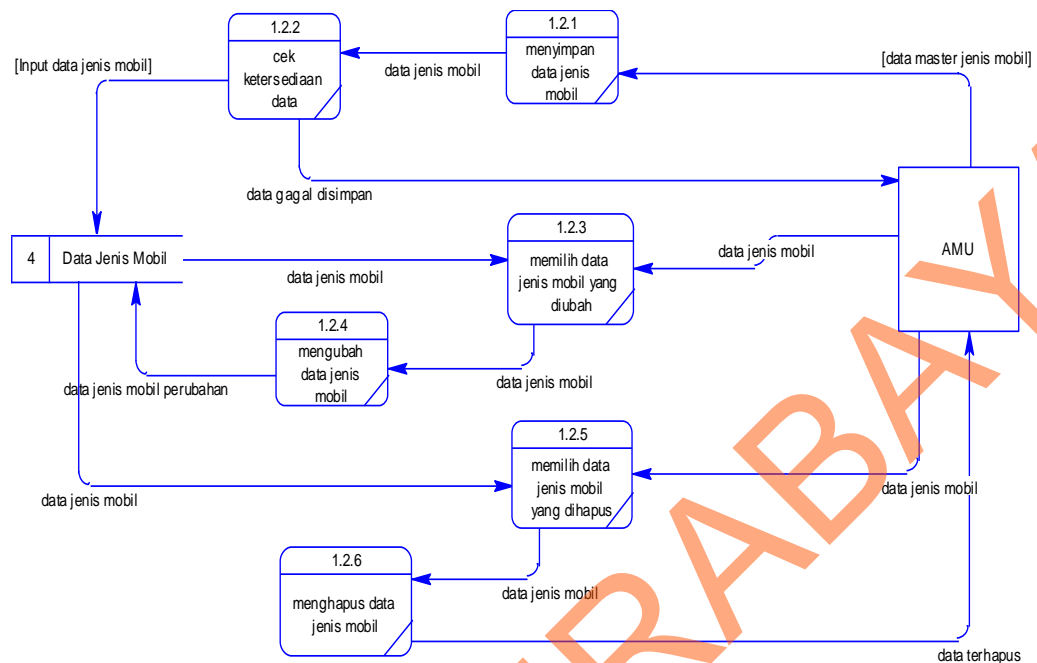 1.2.2
cek
ketersediaan
data
1.2.1
menyimpan
data jenis
mobil
[Input data jenis mobil]
data jenis mobil
[data master jenis mobil]
data gagal disimpan
4 Data Jenis Mobil
data jenis mobil
1.2.3
memilih data
jenis mobil yang
diubah
data jenis mobil
AMU
1.2.4
mengubah
data jenis
mobil
data jenis mobil perubahan
data jenis mobil
1.2.5
memilih data
jenis mobil
yang dihapus
data jenis mobil
data jenis mobil
1.2.6
menghapus data
jenis mobil
data jenis mobil
data terhapus
RABAY